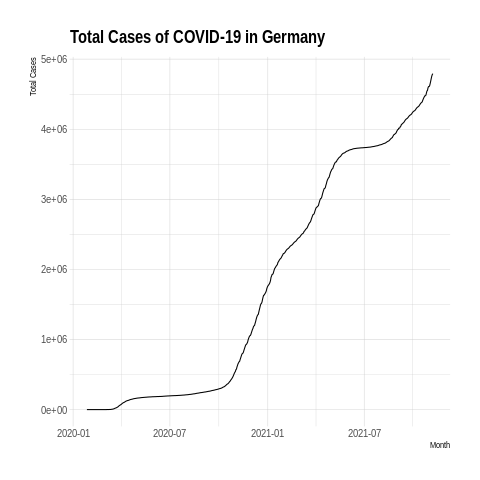 Total Cases of COVID-19 in Germany
Total Cases
5e+06
4e+06
3e+06
2e+06
1e+06
0e+00
2020-01 2020-07 2021-01 2021-07
Month